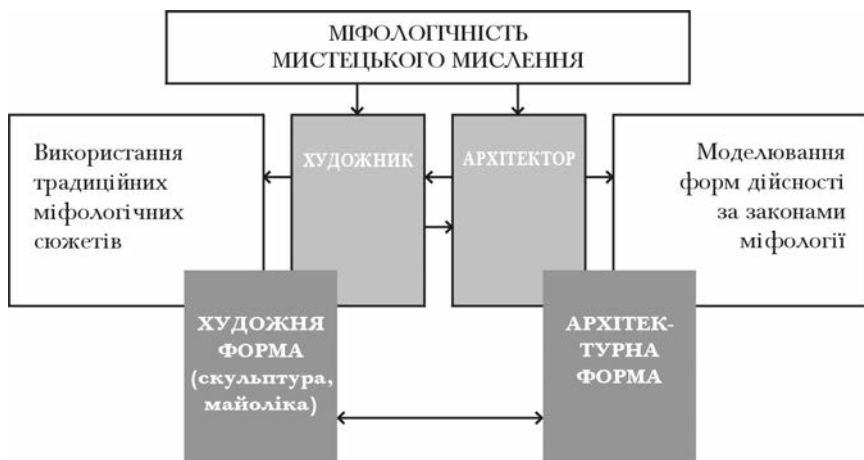 МІФОЛОГІЧНІСТЬ
МИСТЕЦЬКОГО МИСЛЕННЯ
Використання
традиційних
міфологічних
сюжетів
ХУДОЖНИК
АРХІТЕКТОР
Моделювання
форм дійсності
за законами
міфології
ХУДОЖНЯ
ФОРМА
(скульптура,
майоліка)
АРХІТЕК-
ТУРНА
ФОРМА